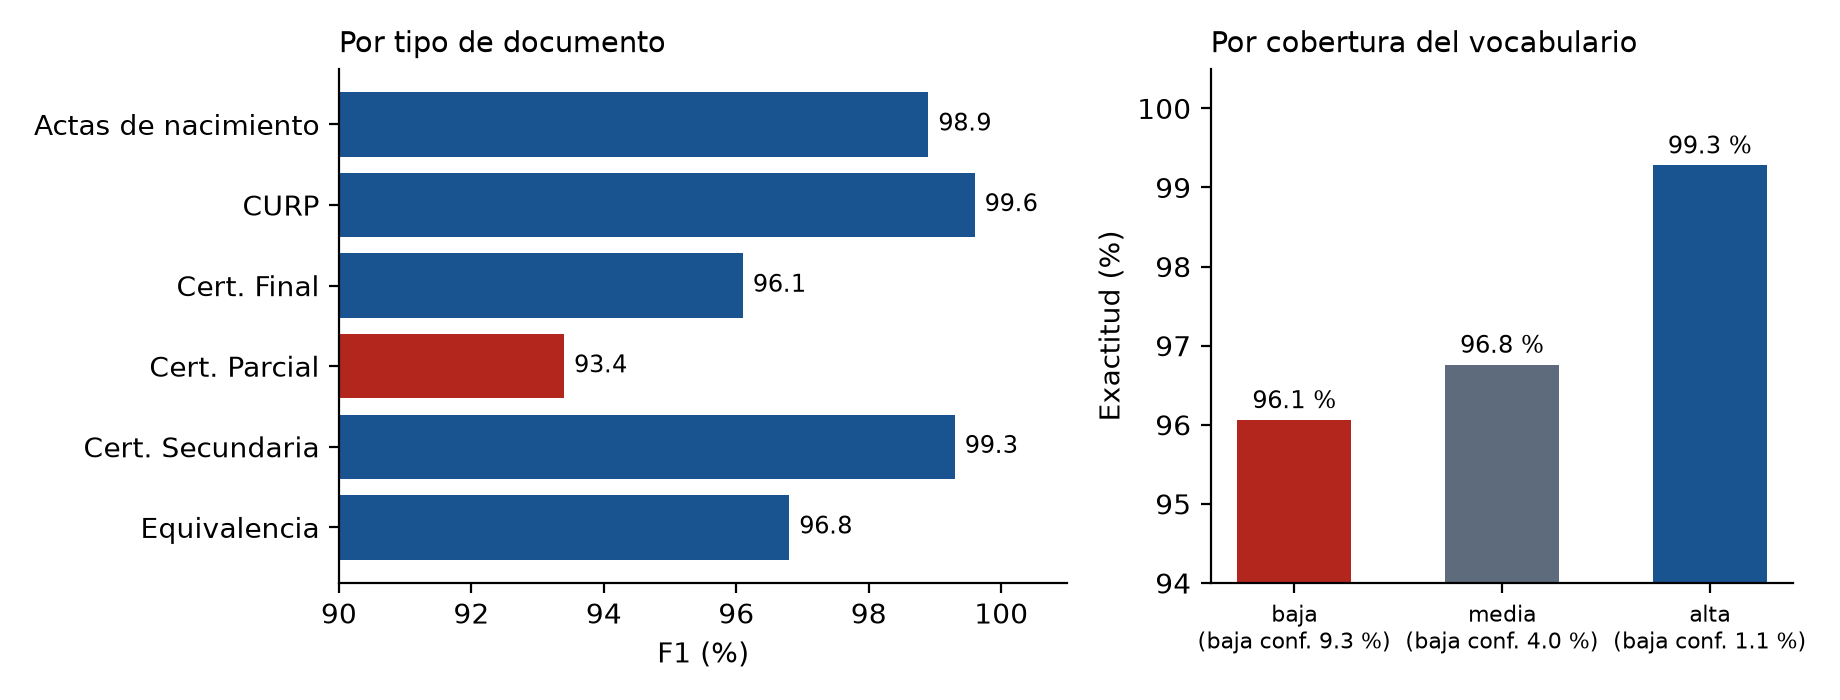 Por tipo de documento
Actas de nacimiento
98.9
CURP
99.6
Cert. Final
96.1
Cert. Parcial
93.4
Cert. Secundaria
99.3
Equivalencia
96.8
90 92 94 96 98 100
F1 (%)
Por cobertura del vocabulario
Exactitud (%)
100
99
98
97
96
95
94
96.1 %
96.8 %
99.3 %
baja media alta
(baja conf. 9.3 %) (baja conf. 4.0 %) (baja conf. 1.1 %)